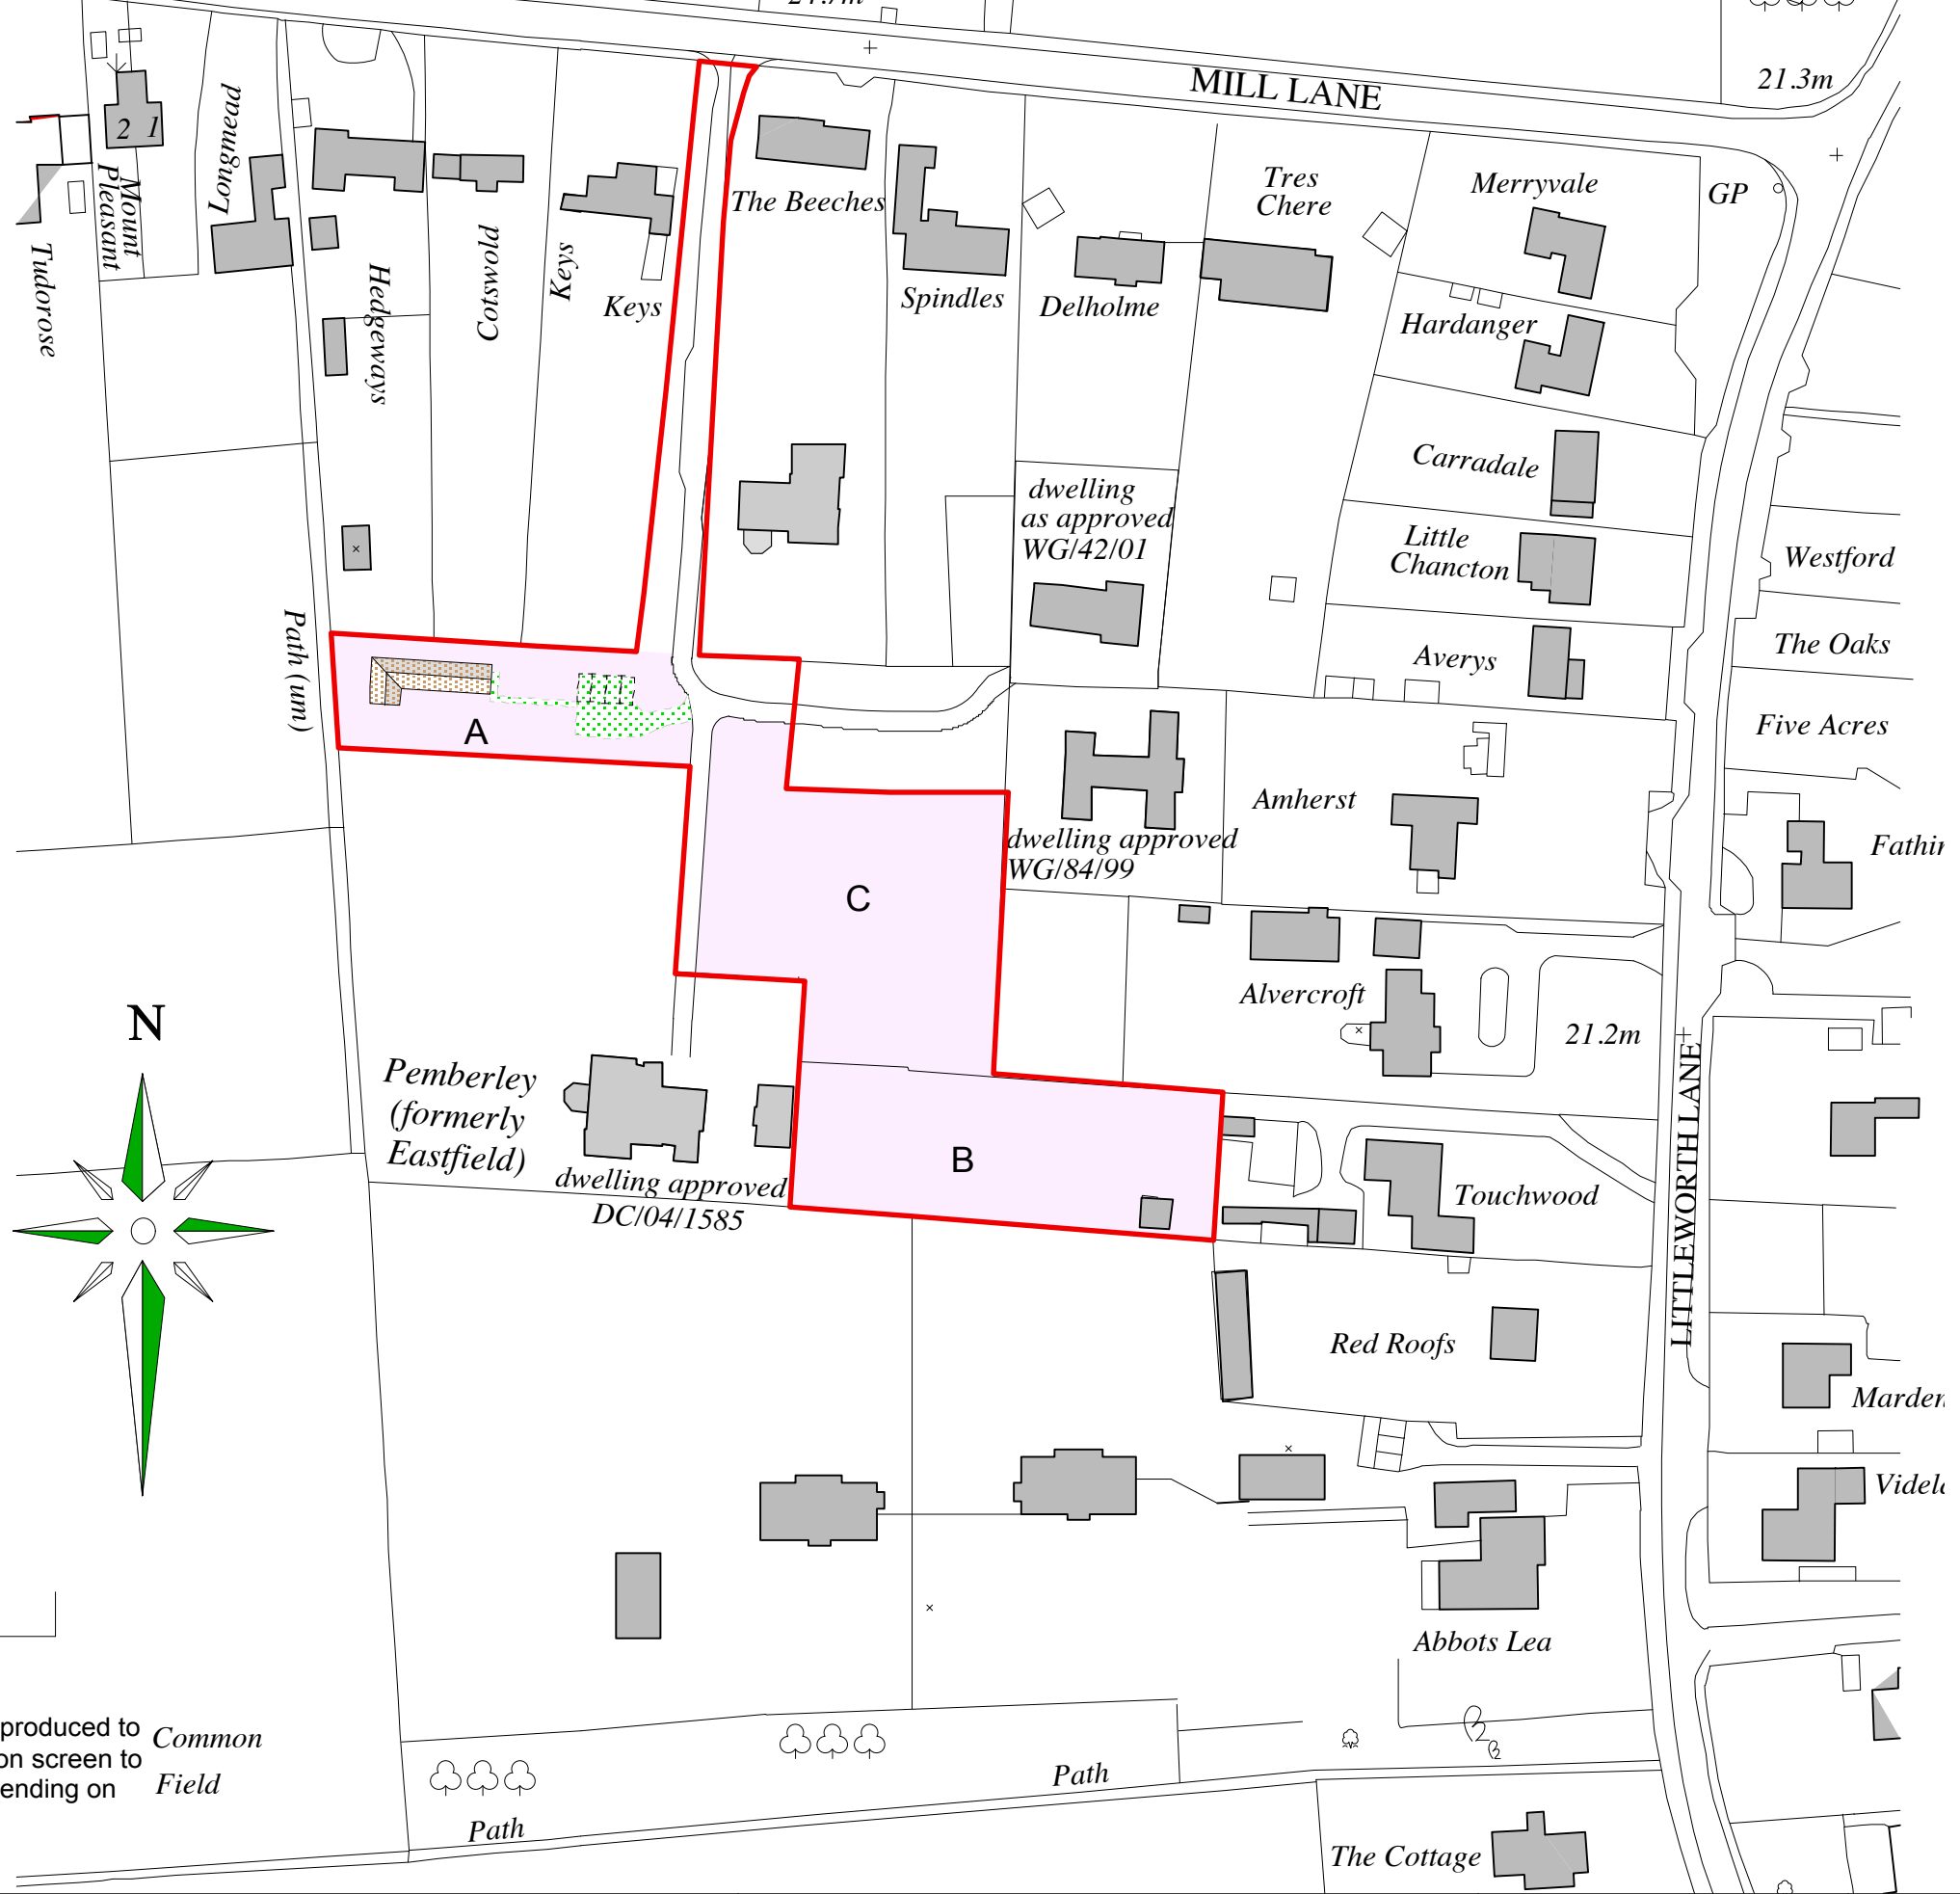 MILL LANE
21.3m
2 1
Mount
Pleasant
Longmead
Tudorose
Hedgeways
Cotswold
Keys
Keys
The Beeches
Spindles
Delholme
Tres
Chere
Merryvale
GP
Hardanger
Carradale
dwelling
as approved
WG/42/01
Little
Chancton
Westford
The Oaks
Averys
Five Acres
Path (um)
A
Amherst
dwelling approved
WG/84/99
C
Alvercroft
21.2m
N
Pemberley
(formerly
Eastfield)
dwelling approved
DC/04/1585
B
Touchwood
LITTLEWORTH LANE
Red Roofs
Abbots Lea
produced to
on screen to
ending on
Common
Field
Path
Path
The Cottage